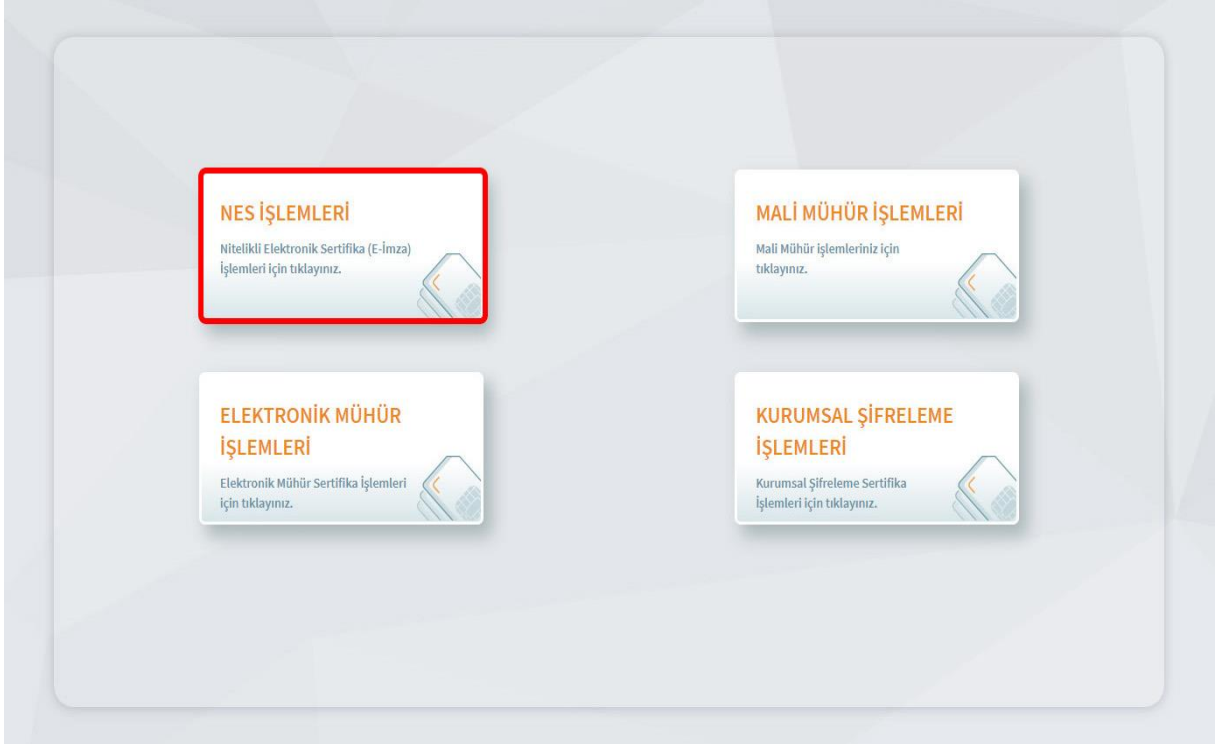 NES İŞLEMLERİ
Nitelikli Elektronik Sertifika (E-İmza)
İşlemleri için tıklayınız.
MALİ MÜHÜR İŞLEMLERİ
Mali Mühür işlemleriniz için
tıklayınız.
ELEKTRONİK MÜHÜR
İŞLEMLERİ
Elektronik Mühür Sertifika İşlemleri
için tıklayınız.
KURUMSAL ŞİFRELEME
İŞLEMLERİ
Kurumsal Şifreleme Sertifika
İşlemleri için tıklayınız.